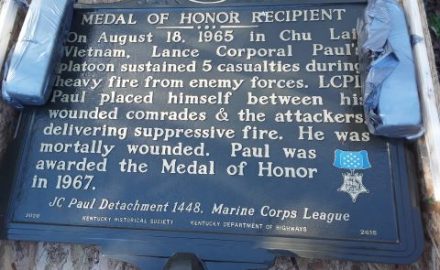 MEDAL OF HONOR RECIPIENT
On August 18, 1965 in Chu Lai
Vietnam, Lance Corporal Paul's
platoon sustained 5 casualties during
heavy fire from enemy forces. LCPL
Paul placed himself between his
wounded comrades & the attackers,
delivering suppressive fire. He was
mortally wounded. Paul was
awarded the Medal of Honor
in 1967.
JC Paul Detachment 1448, Marine Corps League
KENTUCKY HISTORICAL SOCIETY KENTUCKY DEPARTMENT OF HIGHWAYS